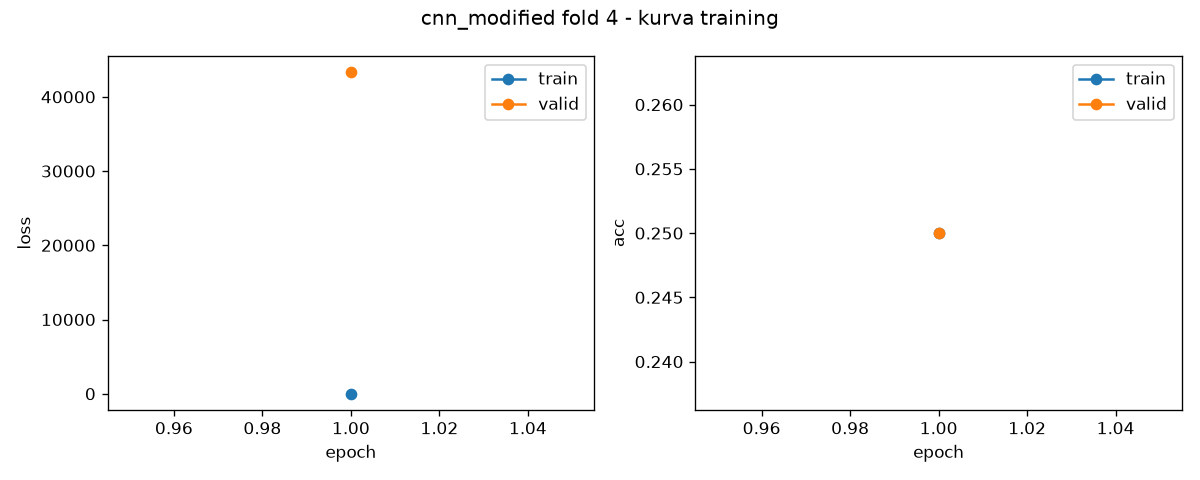 cnn_modified fold 4 - kurva training
train
valid
40000
30000
20000
10000
0
loss
0.96 0.98 1.00 1.02 1.04
epoch
train
valid
0.260
0.255
0.250
0.245
0.240
acc
0.96 0.98 1.00 1.02 1.04
epoch